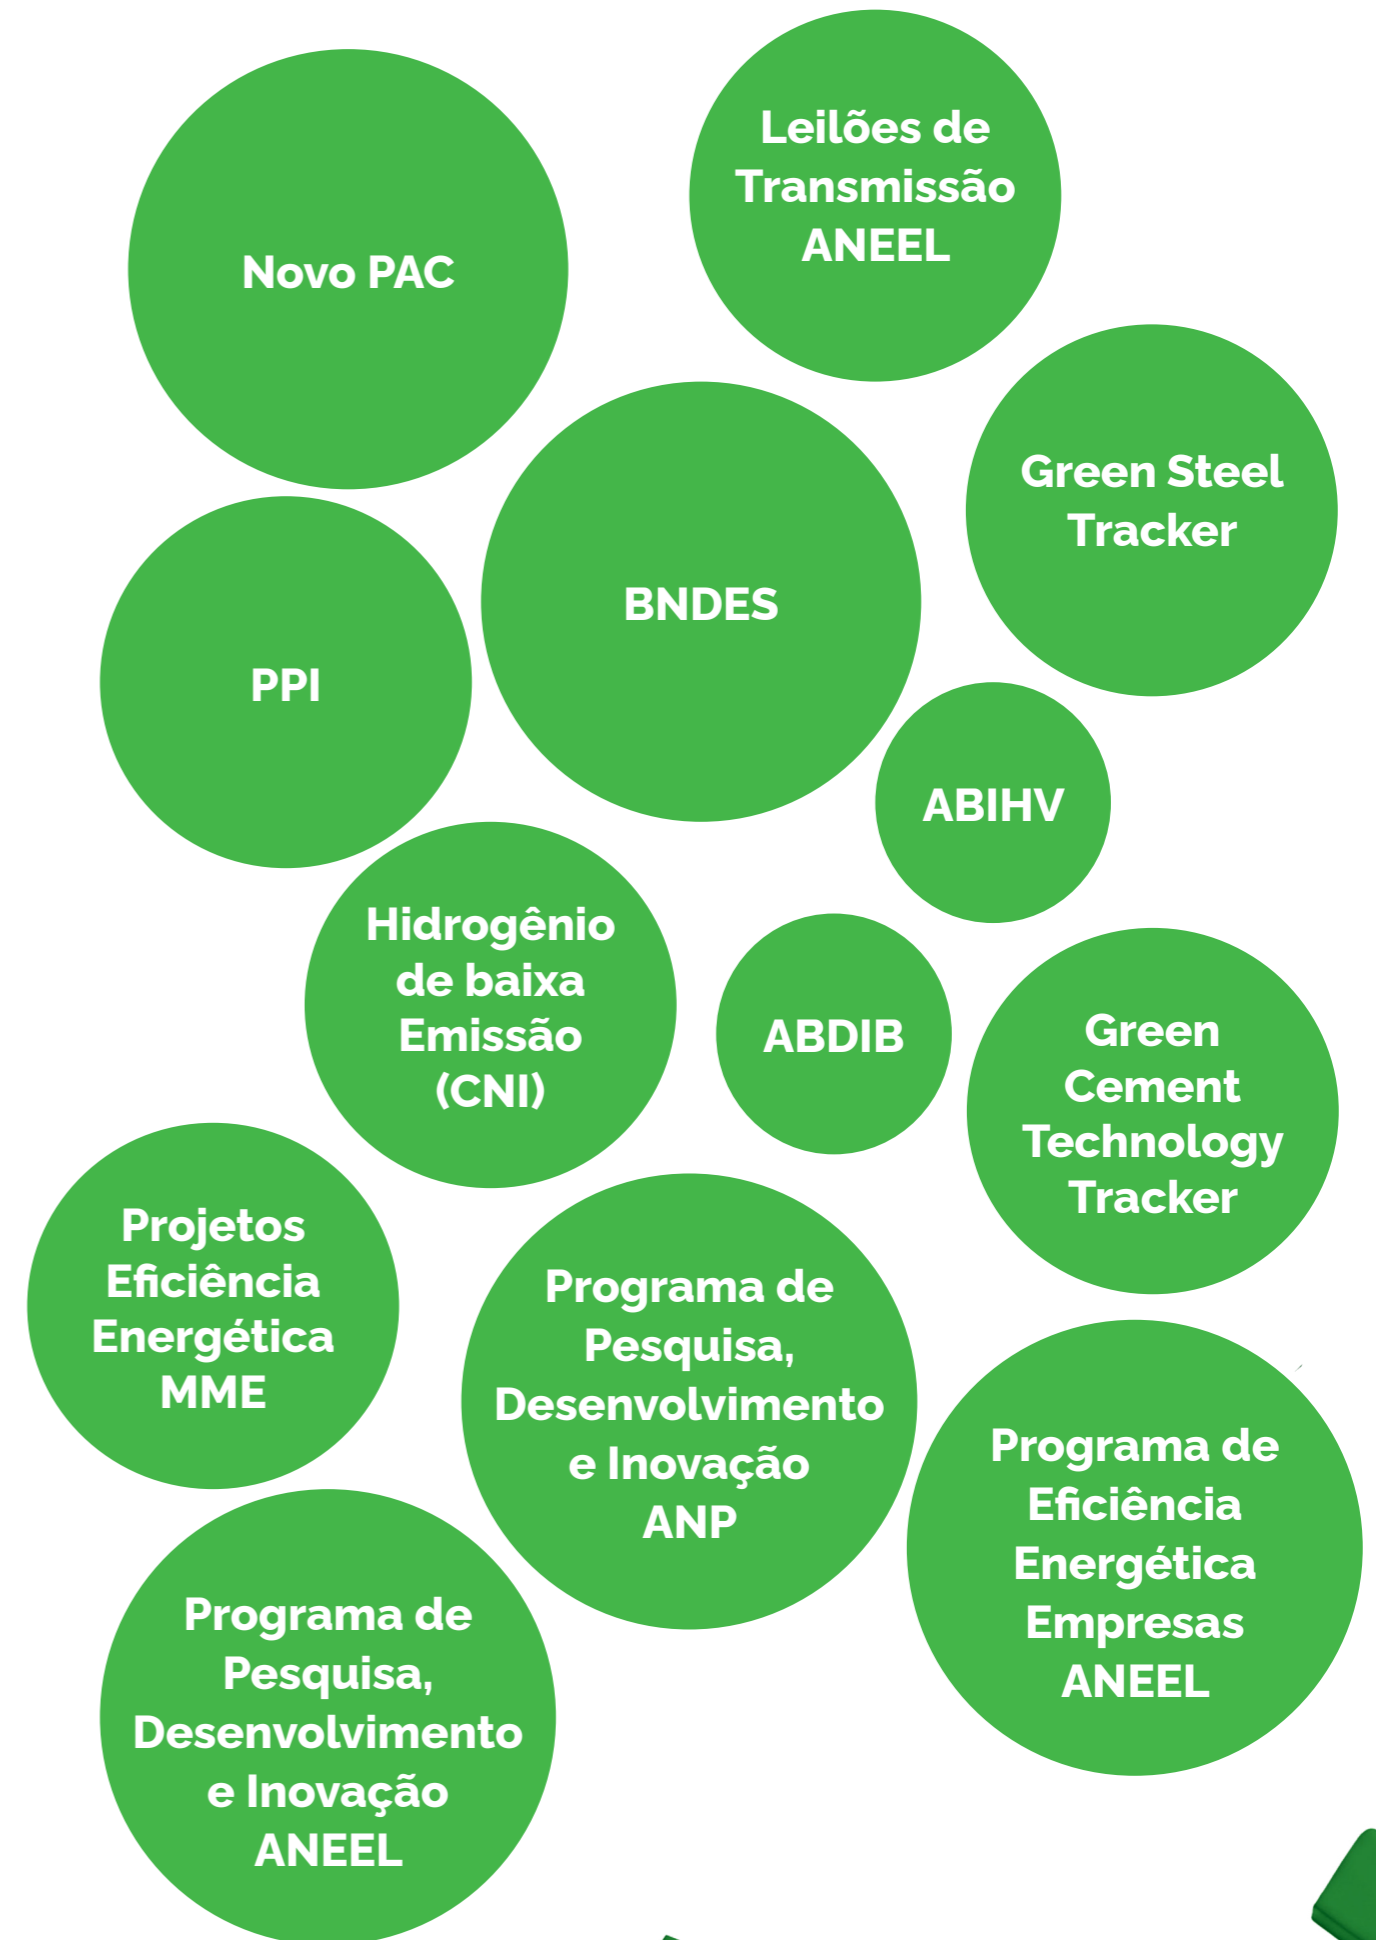 Novo PAC
Leilões de
Transmissão
ANEEL
Green Steel
Tracker
BNDES
PPI
ABIHV
Hidrogênio
de baixa
Emissão
(CNI)
ABDIB
Green
Cement
Technology
Tracker
Projetos
Eficiência
Energética
MME
Programa de
Pesquisa,
Desenvolvimento
e Inovação
ANP
Programa de
Eficiência
Energética
Empresas
ANEEL
Programa de
Pesquisa,
Desenvolvimento
e Inovação
ANEEL